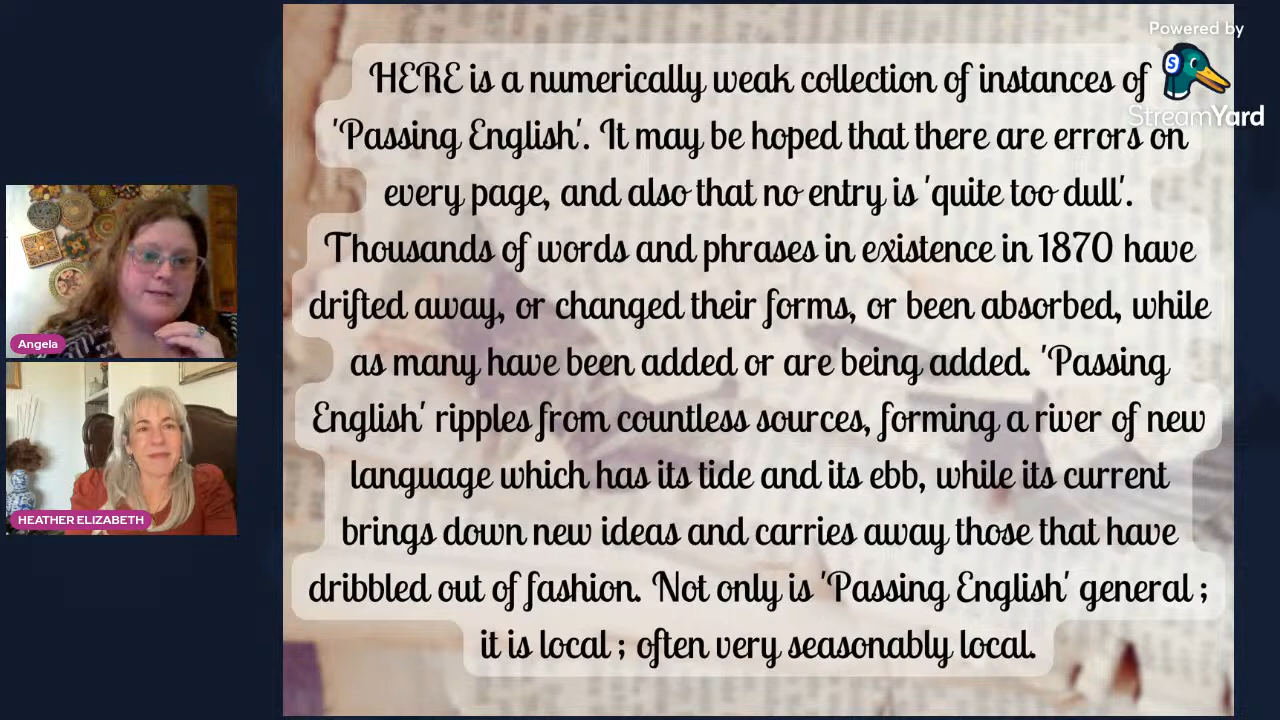 Powered by
StreamYard
HERE is a numerically weak collection of instances of
'Passing English'. It may be hoped that there are errors on
every page, and also that no entry is 'quite too dull'.
Thousands of words and phrases in existence in 1870 have
drifted away, or changed their forms, or been absorbed, while
as many have been added or are being added. 'Passing
English' ripples from countless sources, forming a river of new
language which has its tide and its ebb, while its current
brings down new ideas and carries away those that have
dribbled out of fashion. Not only is 'Passing English' general ;
it is local ; often very seasonably local.
Angela
HEATHER ELIZABETH